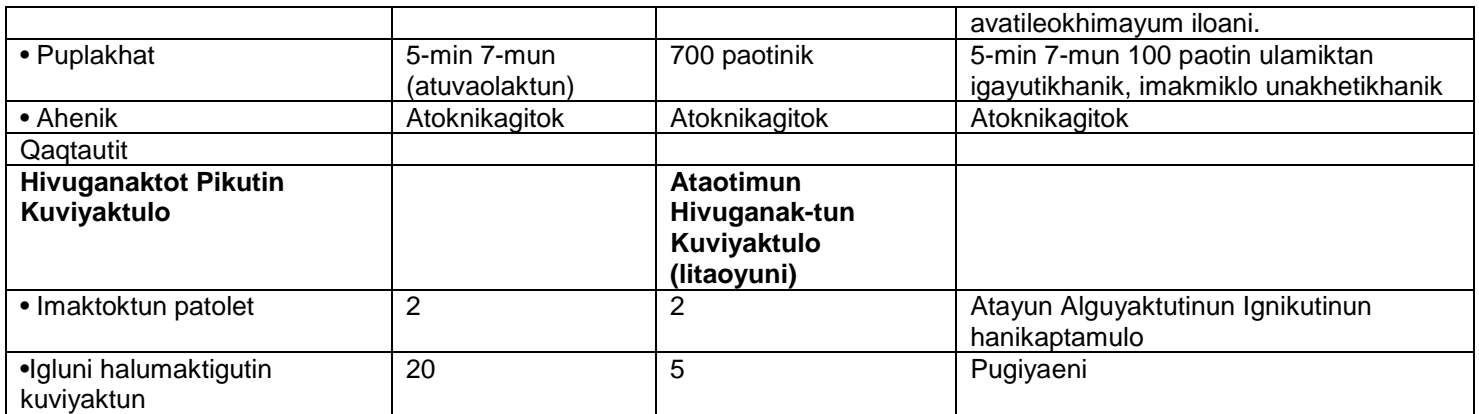 avatileokhimayum iloani.
• Puplakhat 5-min 7-mun 700 paotinik 5-min 7-mun 100 paotin ulamiktan
(atuvaolaktun) igayutikhanik, imakmiklo unakhetikhanik
• Ahenik Atoknikagitok Atoknikagitok Atoknikagitok
Qaqtautit
Hivuganaktot Pikutin Ataotimun
Kuviyaktulo Hivuganak-tun
Kuviyaktulo
(litaoyuni)
• Imaktoktun patolet 2 2 Atayun Alguyaktutinun Ignikutinun
hanikaptamulo
•Igluni halumaktigutin 20 5 Pugiyaeni
kuviyaktun